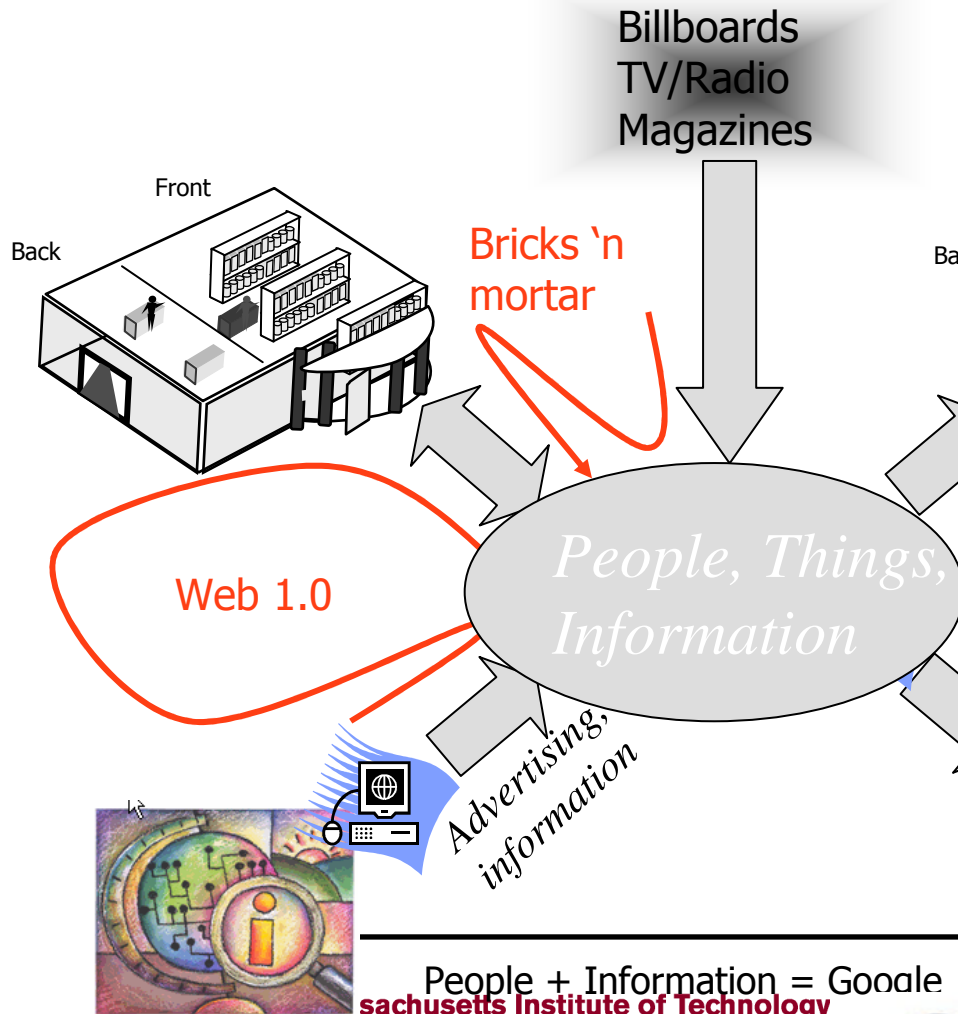 Billboards
TV/Radio
Magazines
Front
Back
Bricks ‘n
mortar
Ba
People, Things,
Information
Web 1.0
Advertising,
information
i
People + Information = Google
sachusetts Institute of Technology